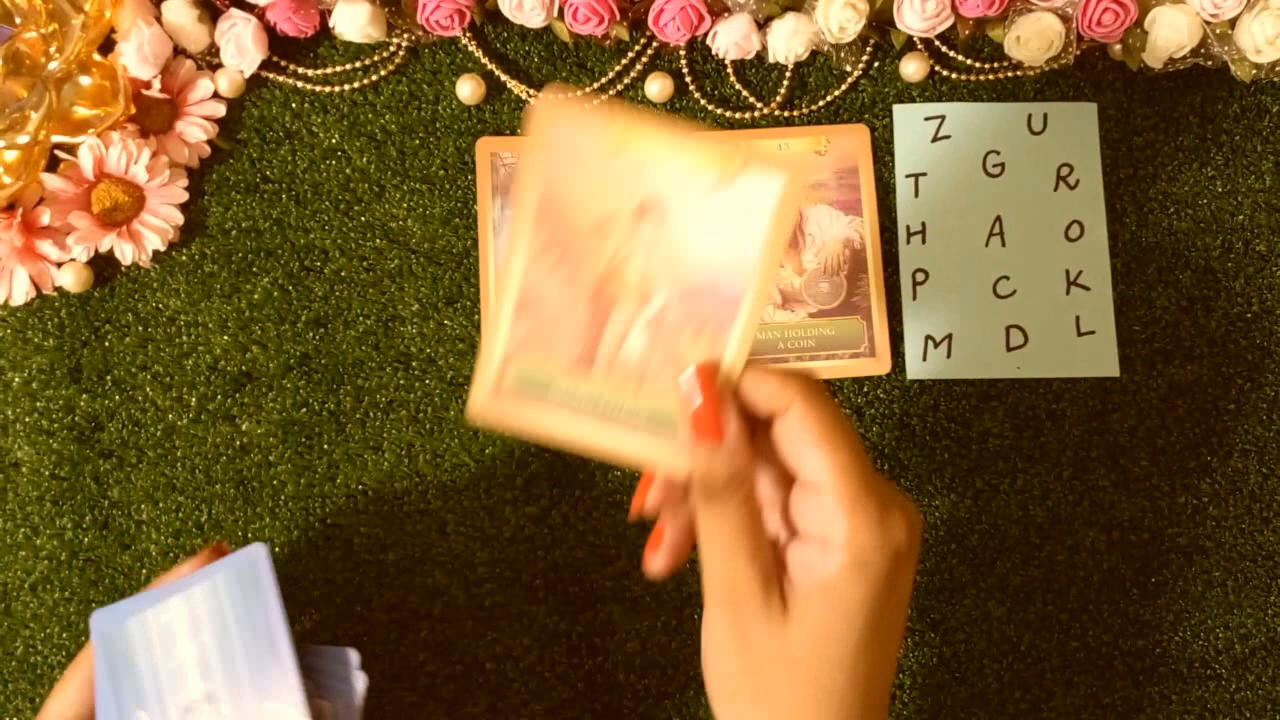 43
MAN HOLDING
A COIN
Z U
G
T R
H A O
P C K
M D L